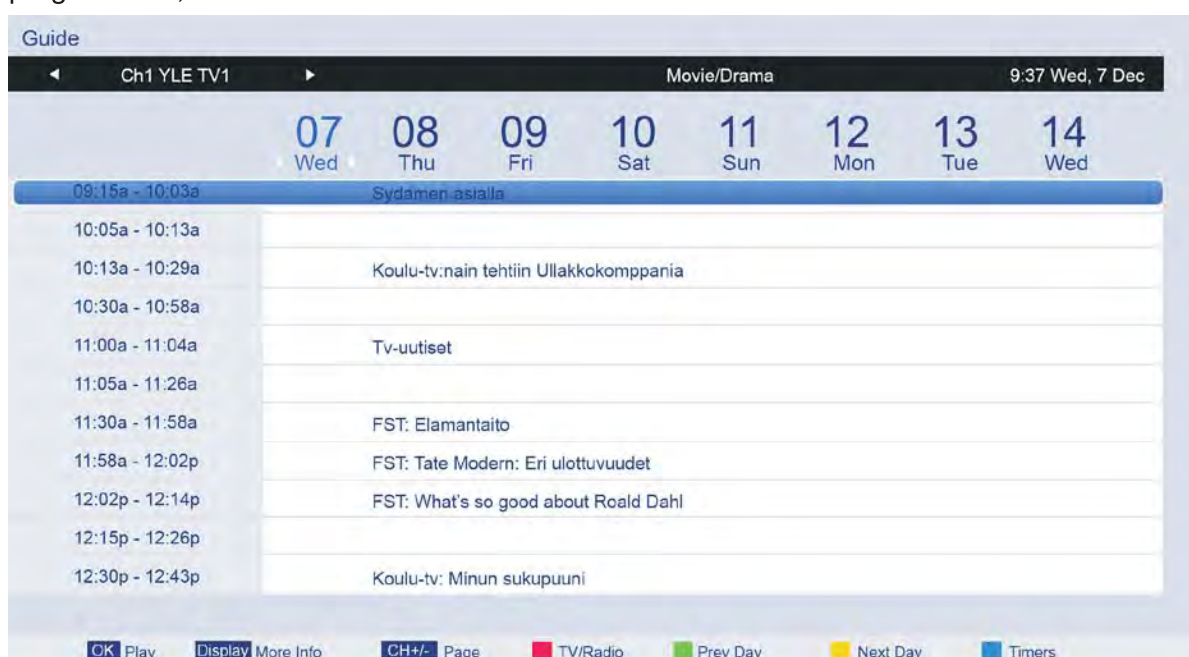 Guide
Ch1 YLE TV1 Movie/Drama 9:37 Wed, 7 Dec
07 08 09 10 11 12 13 14
Wed Thu Fri Sat Sun Mon Tue Wed
09:15a - 10:03a Sydamen asialla
10:05a - 10:13a
10:13a - 10:29a Koulu-tv:nain tehtiin Ullakkokomppania
10:30a - 10:58a
11:00a - 11:04a Tv-uutiset
11:05a - 11:26a
11:30a - 11:58a FST: Elamantaito
11:58a - 12:02p FST: Tate Modern: Eri ulottuvuudet
12:02p - 12:14p FST: What's so good about Roald Dahl
12:15p - 12:26p
12:30p - 12:43p Koulu-tv: Minun sukupuuni
OK Play Display More Info CH+/- Page TV/Radio Prev Day Next Day Timers